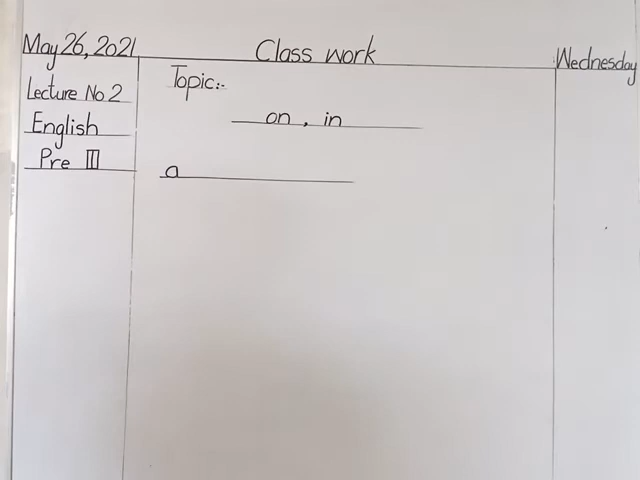 May 26, 2021 Class work Wednesday
Lecture No 2
English
Pre III
Topic:-
on , in
a